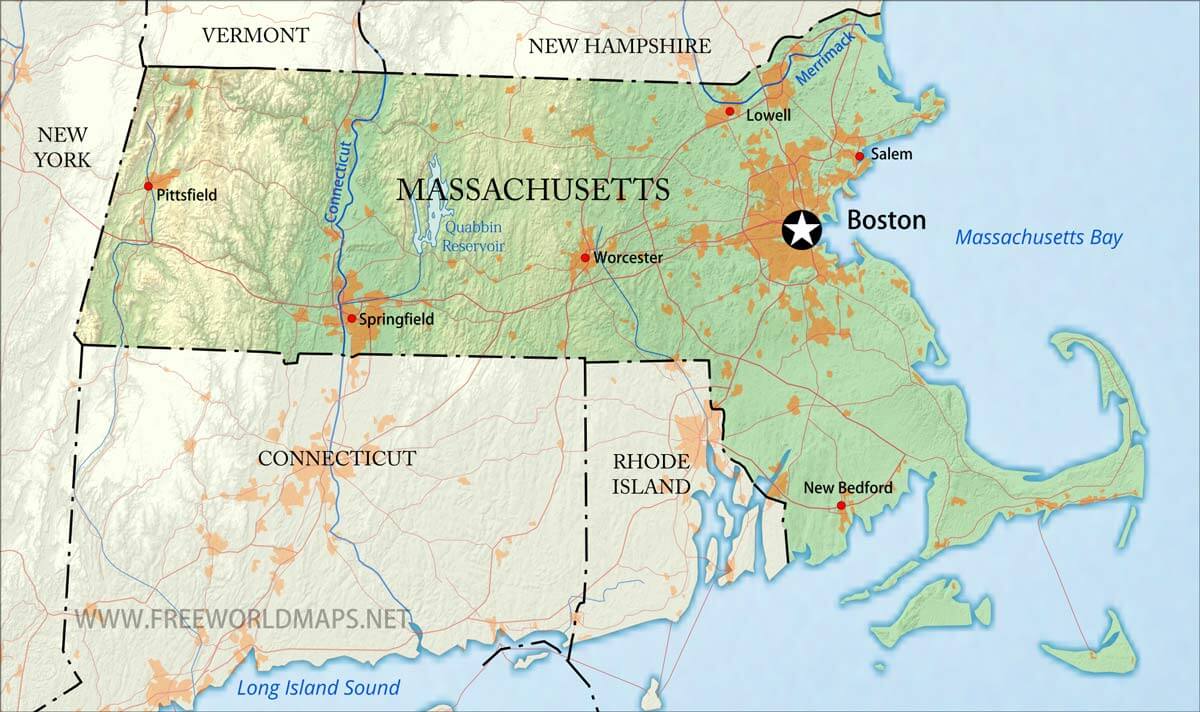 VERMONT
NEW HAMPSHIRE
Merrimack
Lowell
NEW
YORK
Salem
Connecticut
Pittsfield
MASSACHUSETTS
Quabbin
Reservoir
Boston
Massachusetts Bay
Worcester
Springfield
CONNECTICUT
RHODE
ISLAND
New Bedford
WWW.FREEWORLDMAPS.NET
Long Island Sound